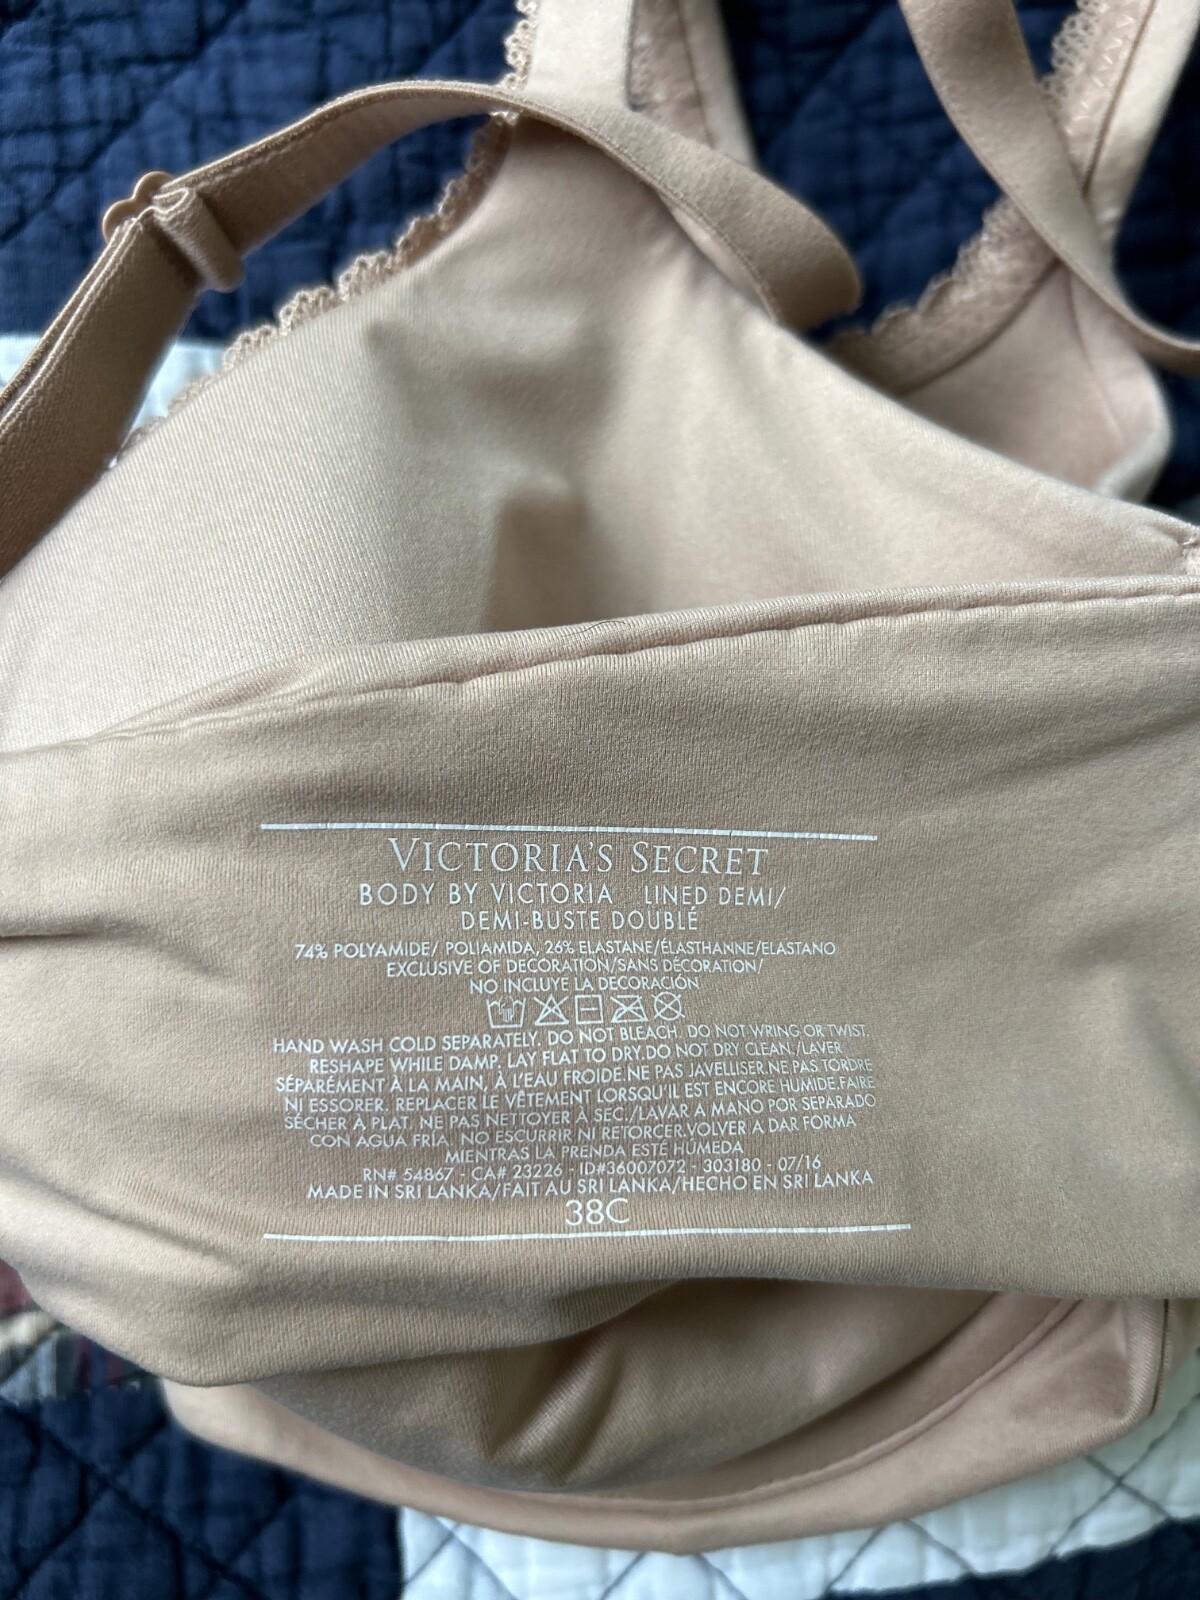 VICTORIA'S SECRET
BODY BY VICTORIA LINED DEMI/
DEMI-BUSTE DOUBLÉ
74% POLYAMIDE/ POLIAMIDA, 26% ELASTANE/ÉLASTHANNE/ELASTANO
EXCLUSIVE OF DECORATION/SANS DÉCORATION/
NO INCLUYE LA DECORACIÓN
HAND WASH COLD SEPARATELY. DO NOT BLEACH. DO NOT WRING OR TWIST.
RESHAPE WHILE DAMP. LAY FLAT TO DRY.DO NOT DRY CLEAN./LAVER
SÉPARÉMENT À LA MAIN, À L'EAU FROIDE.NE PAS JAVELLISER.NE PAS TORDRE
NI ESSORER. REPLACER LE VÊTEMENT LORSQU'IL EST ENCORE HUMIDE.FAIRE
SÉCHER À PLAT. NE PAS NETTOYER À SEC./LAVAR A MANO POR SEPARADO
CON AGUA FRÍA. NO ESCURRIR NI RETORCER.VOLVER A DAR FORMA
MIENTRAS LA PRENDA ESTÉ HÚMEDA
RN# 54867 - CA# 23226 - ID#36007072 - 303180 - 07/16
MADE IN SRI LANKA/FAIT AU SRI LANKA/HECHO EN SRI LANKA
38C